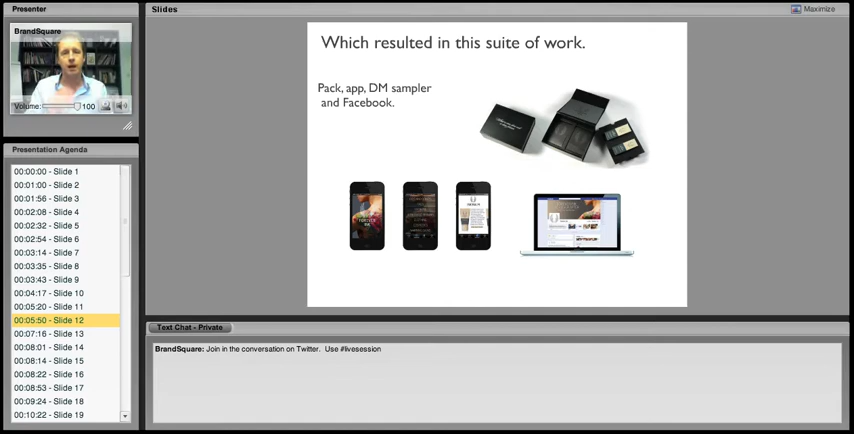 Presenter
BrandSquare
Volume:
100
Presentation Agenda
00:00:00 - Slide 1
00:01:00 - Slide 2
00:01:56 - Slide 3
00:02:08 - Slide 4
00:02:32 - Slide 5
00:02:54 - Slide 6
00:03:14 - Slide 7
00:03:35 - Slide 8
00:03:43 - Slide 9
00:04:17 - Slide 10
00:05:20 - Slide 11
00:05:50 - Slide 12
00:07:16 - Slide 13
00:08:01 - Slide 14
00:08:14 - Slide 15
00:08:22 - Slide 16
00:08:53 - Slide 17
00:09:24 - Slide 18
00:10:22 - Slide 19
Slides
Maximize
Which resulted in this suite of work.
Pack, app, DM sampler
and Facebook.
Text Chat - Private
BrandSquare: Join in the conversation on Twitter. Use #livesession